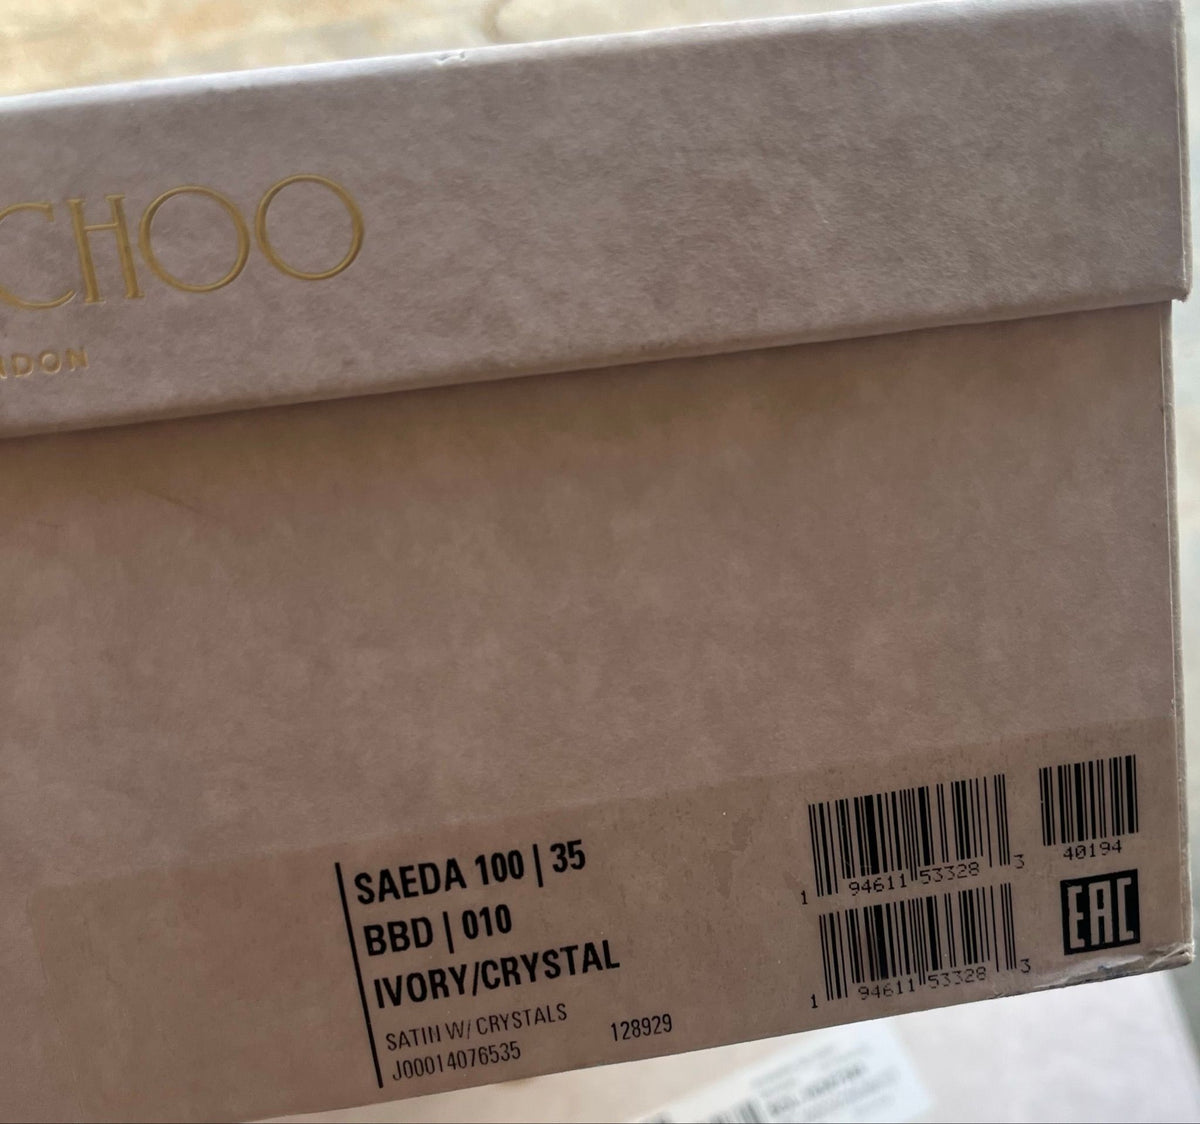 CHOO
NDON
SAEDA 100 | 35
BBD | 010
IVORY/CRYSTAL
SATIN W/ CRYSTALS
J00014076535
128929
1 94611 53328 3
40194
1 94611 53328 3
EAC